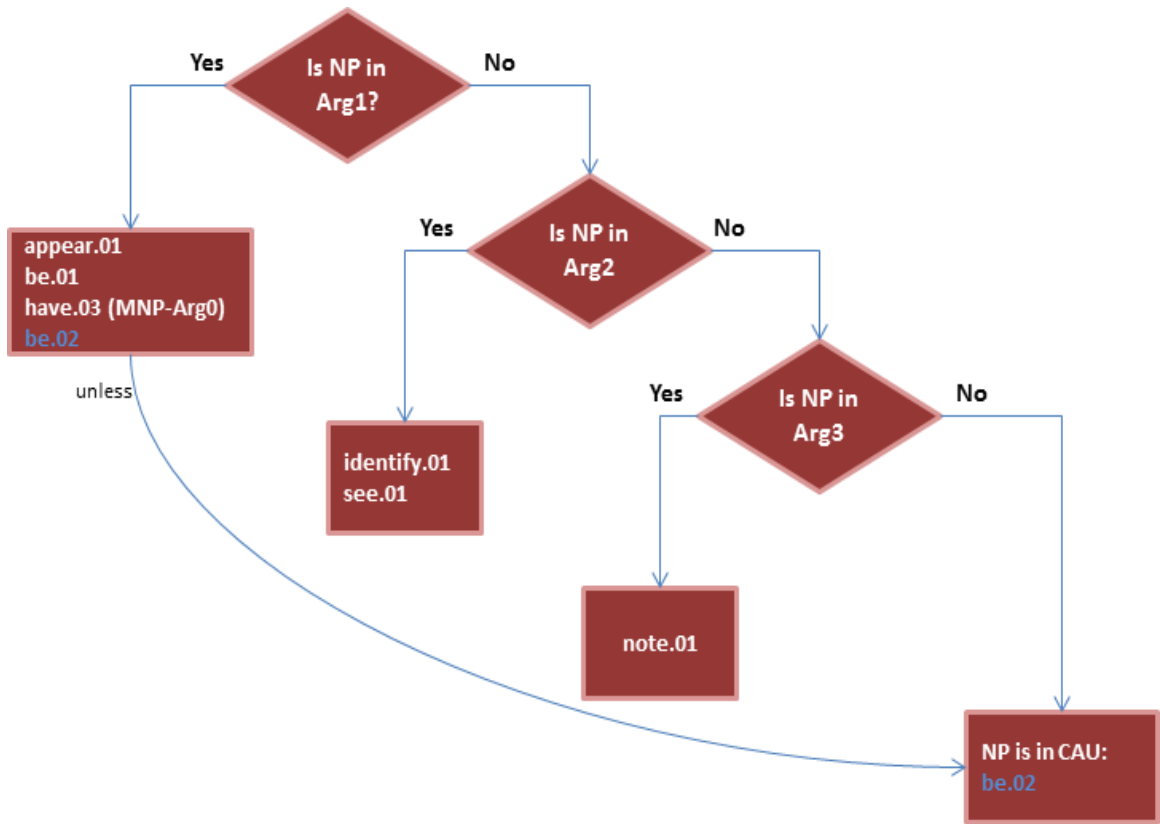 Is NP in
Arg1?
Yes
No
appear.01
be.01
have.03 (MNP-Arg0)
be.02
unless
Is NP in
Arg2
Yes
No
identify.01
see.01
Is NP in
Arg3
Yes
No
note.01
NP is in CAU:
be.02